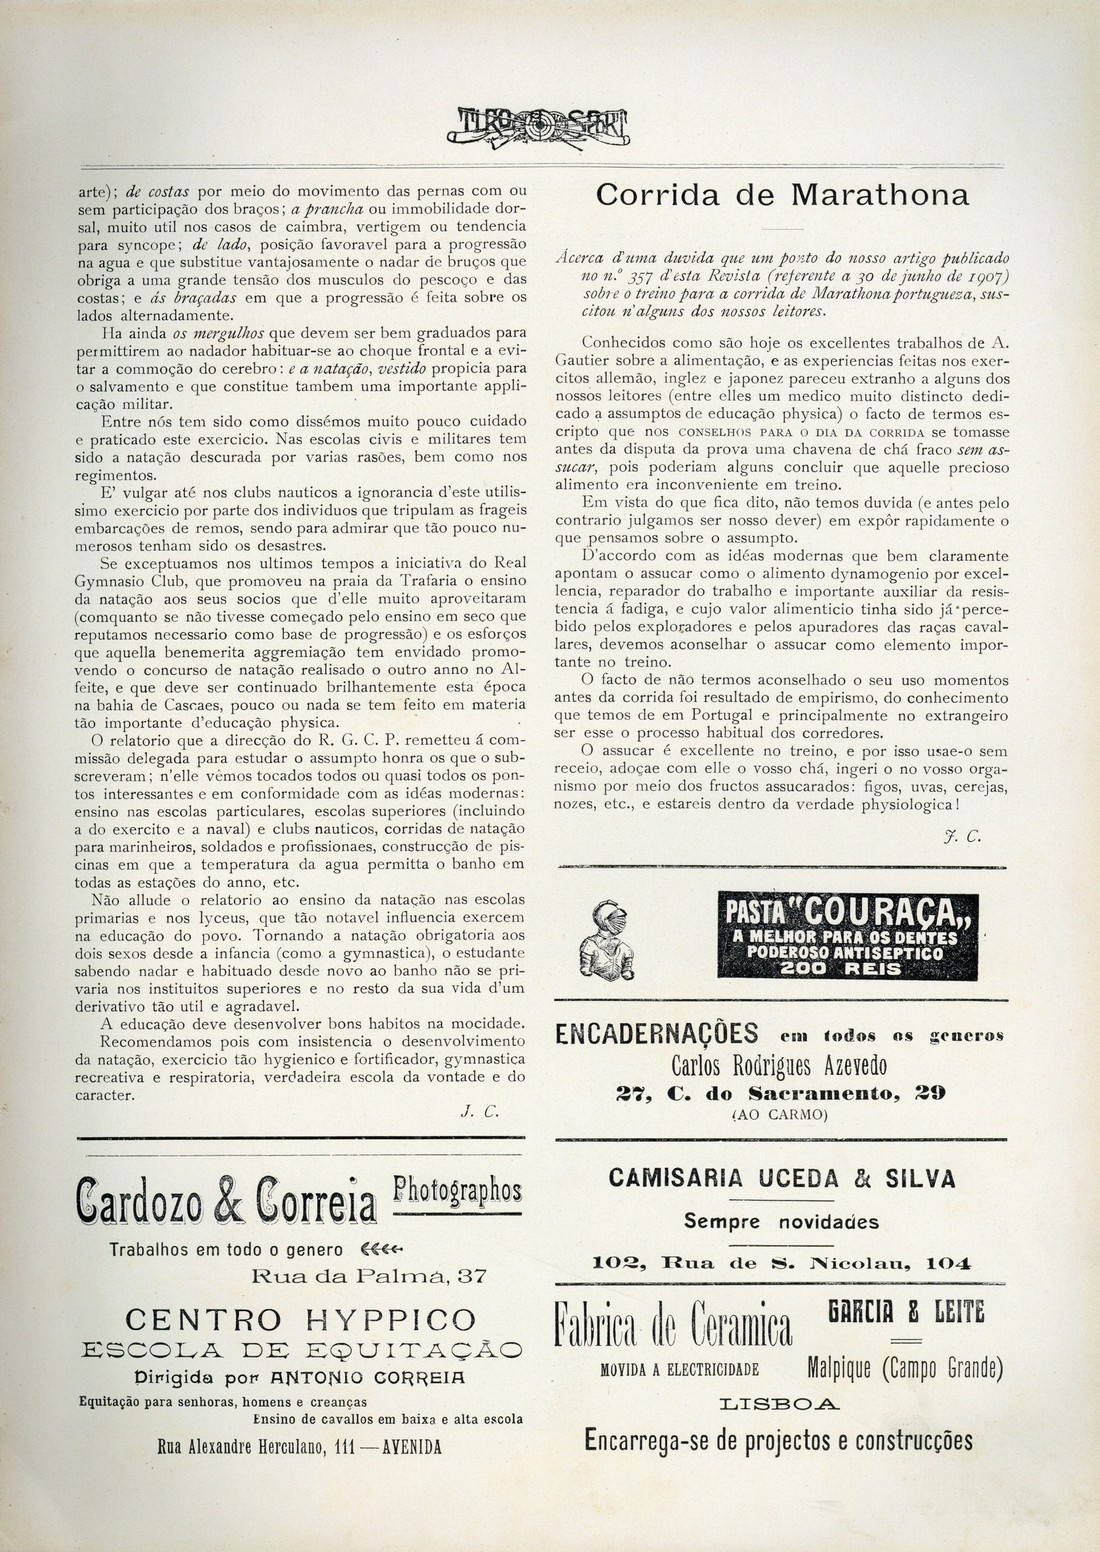 TIRO E SPORT
arte); de costas por meio do movimento das pernas com ou
sem participação dos braços; a prancha ou immobilidade dor-
sal, muito util nos casos de caimbra, vertigem ou tendencia
para syncope; de lado, posição favoravel para a progressão
na agua e que substitue vantajosamente o nadar de bruços que
obriga a uma grande tensão dos musculos do pescoço e das
costas; e ás braçadas em que a progressão é feita sobre os
lados alternadamente.
Ha ainda os mergulhos que devem ser bem graduados para
permittirem ao nadador habituar-se ao choque frontal e a evi-
tar a commoção do cerebro: e a natação, vestido propicia para
o salvamento e que constitue tambem uma importante appli-
cação militar.
Entre nós tem sido como dissémos muito pouco cuidado
e praticado este exercicio. Nas escolas civis e militares tem
sido a natação descurada por varias rasões, bem como nos
regimentos.
E' vulgar até nos clubs nauticos a ignorancia d'este utilis-
simo exercicio por parte dos individuos que tripulam as frageis
embarcações de remos, sendo para admirar que tão pouco nu-
merosos tenham sido os desastres.
Se exceptuamos nos ultimos tempos a iniciativa do Real
Gymnasio Club, que promoveu na praia da Trafaria o ensino
da natação aos seus socios que d'elle muito aproveitaram
(comquanto se não tivesse começado pelo ensino em seco que
reputamos necessario como base de progressão) e os esforços
que aquella benemerita aggremiação tem envidado promo-
vendo o concurso de natação realisado o outro anno no Al-
feite, e que deve ser continuado brilhantemente esta época
na bahia de Cascaes, pouco ou nada se tem feito em materia
tão importante d'educação physica.
O relatorio que a direcção do R. G. C. P. remetteu á com-
missão delegada para estudar o assumpto honra os que o sub-
screveram; n'elle vêmos tocados todos ou quasi todos os pon-
tos interessantes e em conformidade com as idéas modernas:
ensino nas escolas particulares, escolas superiores (incluindo
a do exercito e a naval) e clubs nauticos, corridas de natação
para marinheiros, soldados e profissionaes, construcção de pis-
cinas em que a temperatura da agua permitta o banho em
todas as estações do anno, etc.
Não allude o relatorio ao ensino da natação nas escolas
primarias e nos lyceus, que tão notavel influencia exercem
na educação do povo. Tornando a natação obrigatoria aos
dois sexos desde a infancia (como a gymnastica), o estudante
sabendo nadar e habituado desde novo ao banho não se pri-
varia nos instituitos superiores e no resto da sua vida d'um
derivativo tão util e agradavel.
A educação deve desenvolver bons habitos na mocidade.
Recomendamos pois com insistencia o desenvolvimento
da natação, exercicio tão hygienico e fortificador, gymnastica
recreativa e respiratoria, verdadeira escola da vontade e do
caracter.
J. C.
Cardozo & Correia Photographos
Trabalhos em todo o genero
Rua da Palma, 37
CENTRO HYPPICO
ESCOLA DE EQUITAÇÃO
Dirigida por ANTONIO CORREIA
Equitação para senhoras, homens e creanças
Ensino de cavallos em baixa e alta escola
Rua Alexandre Herculano, 111 — AVENIDA
Corrida de Marathona
Ácerca d'uma duvida que um ponto do nosso artigo publicado
no n.º 357 d'esta Revista (referente a 30 de junho de 1907)
sobre o treino para a corrida de Marathona portugueza, sus-
citou n'alguns dos nossos leitores.
Conhecidos como são hoje os excellentes trabalhos de A.
Gautier sobre a alimentação, e as experiencias feitas nos exer-
citos allemão, inglez e japonez pareceu extranho a alguns dos
nossos leitores (entre elles um medico muito distincto dedi-
cado a assumptos de educação physica) o facto de termos es-
cripto que nos CONSELHOS PARA O DIA DA CORRIDA se tomasse
antes da disputa da prova uma chavena de chá fraco sem as-
sucar, pois poderiam alguns concluir que aquelle precioso
alimento era inconveniente em treino.
Em vista do que fica dito, não temos duvida (e antes pelo
contrario julgamos ser nosso dever) em expôr rapidamente o
que pensamos sobre o assumpto.
D'accordo com as idéas modernas que bem claramente
apontam o assucar como o alimento dynamogenio por excel-
lencia, reparador do trabalho e importante auxiliar da resis-
tencia á fadiga, e cujo valor alimenticio tinha sido já perce-
bido pelos exploradores e pelos apuradores das raças caval-
lares, devemos aconselhar o assucar como elemento impor-
tante no treino.
O facto de não termos aconselhado o seu uso momentos
antes da corrida foi resultado de empirismo, do conhecimento
que temos de em Portugal e principalmente no extrangeiro
ser esse o processo habitual dos corredores.
O assucar é excellente no treino, e por isso usae-o sem
receio, adoçae com elle o vosso chá, ingeri o no vosso orga-
nismo por meio dos fructos assucarados: figos, uvas, cerejas,
nozes, etc., e estareis dentro da verdade physiologica!
J. C.
PASTA "COURAÇA„
A MELHOR PARA OS DENTES
PODEROSO ANTISEPTICO
200 REIS
ENCADERNAÇÕES em todos os generos
Carlos Rodrigues Azevedo
27, C. do Sacramento, 29
(AO CARMO)
CAMISARIA UCEDA & SILVA
Sempre novidades
102, Rua de S. Nicolau, 104
Fabrica de Ceramica GARCIA & LEITE
MOVIDA A ELECTRICIDADE Malpique (Campo Grande)
LISBOA
Encarrega-se de projectos e construcções